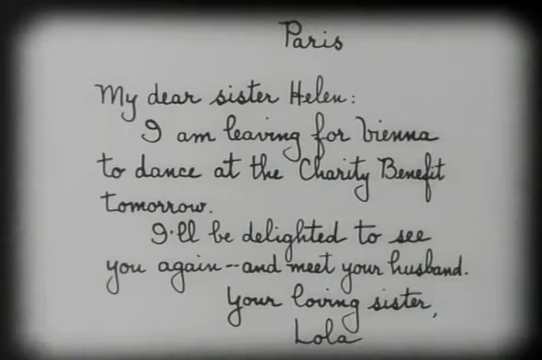 Paris
My dear sister Helen:
I am leaving for Vienna
to dance at the Charity Benefit
tomorrow.
I'll be delighted to see
you again--and meet your husband.
Your loving sister,
Lola